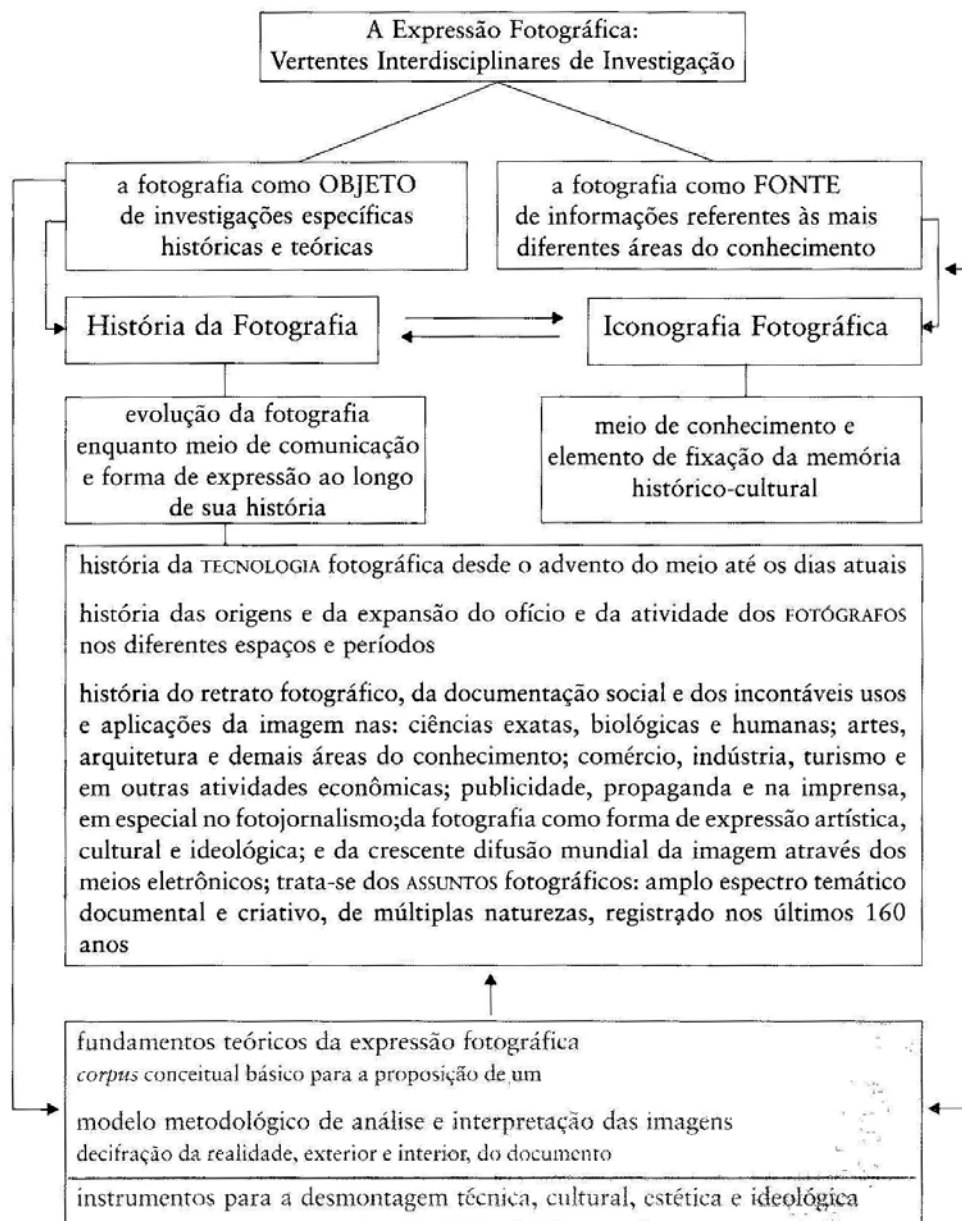 A Expressão Fotográfica:
Vertentes Interdisciplinares de Investigação
a fotografia como OBJETO
de investigações específicas
históricas e teóricas
a fotografia como FONTE
de informações referentes às mais
diferentes áreas do conhecimento
História da Fotografia
Iconografia Fotográfica
evolução da fotografia
enquanto meio de comunicação
e forma de expressão ao longo
de sua história
meio de conhecimento e
elemento de fixação da memória
histórico-cultural
história da TECNOLOGIA fotográfica desde o advento do meio até os dias atuais
história das origens e da expansão do ofício e da atividade dos FOTÓGRAFOS
nos diferentes espaços e períodos
história do retrato fotográfico, da documentação social e dos incontáveis usos
e aplicações da imagem nas: ciências exatas, biológicas e humanas; artes,
arquitetura e demais áreas do conhecimento; comércio, indústria, turismo e
em outras atividades econômicas; publicidade, propaganda e na imprensa,
em especial no fotojornalismo;da fotografia como forma de expressão artística,
cultural e ideológica; e da crescente difusão mundial da imagem através dos
meios eletrônicos; trata-se dos ASSUNTOS fotográficos: amplo espectro temático
documental e criativo, de múltiplas naturezas, registrado nos últimos 160
anos
fundamentos teóricos da expressão fotográfica
corpus conceitual básico para a proposição de um
modelo metodológico de análise e interpretação das imagens
decifração da realidade, exterior e interior, do documento
instrumentos para a desmontagem técnica, cultural, estética e ideológica